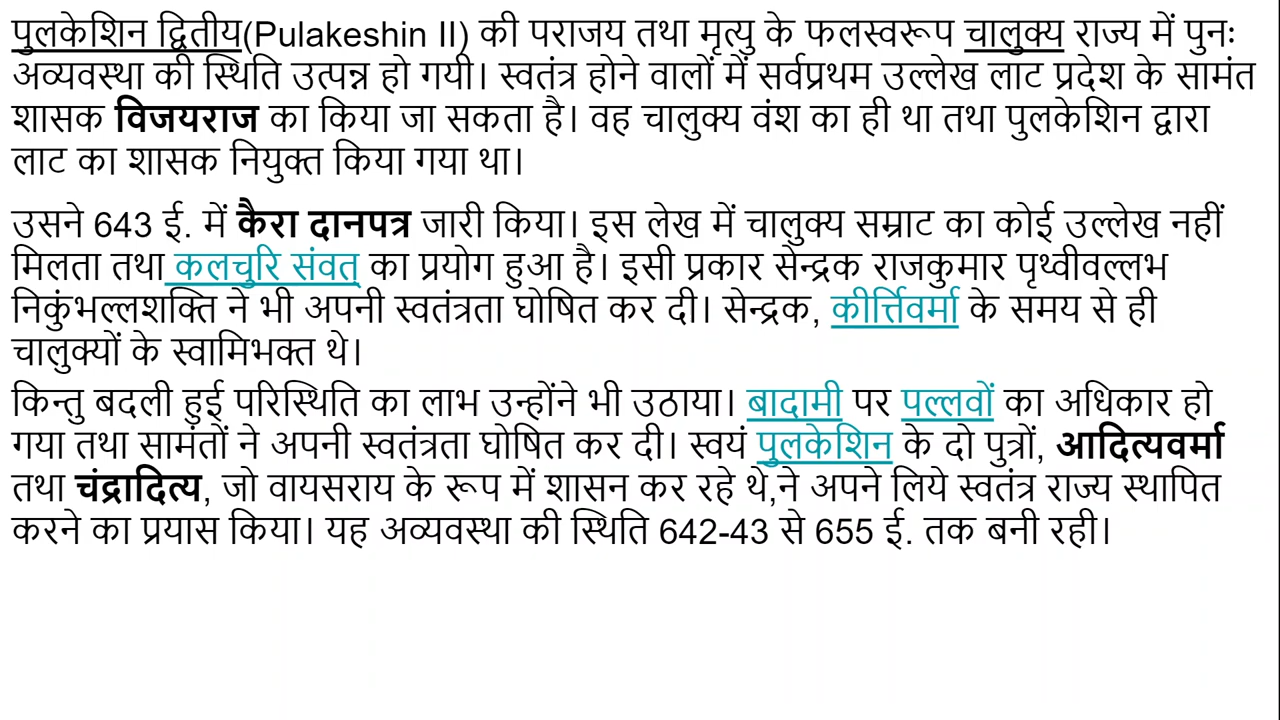 पुलकेशिन द्वितीय(Pulakeshin II) की पराजय तथा मृत्यु के फलस्वरूप चालुक्य राज्य में पुनः
अव्यवस्था की स्थिति उत्पन्न हो गयी। स्वतंत्र होने वालों में सर्वप्रथम उल्लेख लाट प्रदेश के सामंत
शासक विजयराज का किया जा सकता है। वह चालुक्य वंश का ही था तथा पुलकेशिन द्वारा
लाट का शासक नियुक्त किया गया था।
उसने 643 ई. में कैरा दानपत्र जारी किया। इस लेख में चालुक्य सम्राट का कोई उल्लेख नहीं
मिलता तथा कलचुरि संवत् का प्रयोग हुआ है। इसी प्रकार सेन्द्रक राजकुमार पृथ्वीवल्लभ
निकुंभल्लशक्ति ने भी अपनी स्वतंत्रता घोषित कर दी। सेन्द्रक, कीर्त्तिवर्मा के समय से ही
चालुक्यों के स्वामिभक्त थे।
किन्तु बदली हुई परिस्थिति का लाभ उन्होंने भी उठाया। बादामी पर पल्लवों का अधिकार हो
गया तथा सामंतों ने अपनी स्वतंत्रता घोषित कर दी। स्वयं पुलकेशिन के दो पुत्रों, आदित्यवर्मा
तथा चंद्रादित्य, जो वायसराय के रूप में शासन कर रहे थे,ने अपने लिये स्वतंत्र राज्य स्थापित
करने का प्रयास किया। यह अव्यवस्था की स्थिति 642-43 से 655 ई. तक बनी रही।